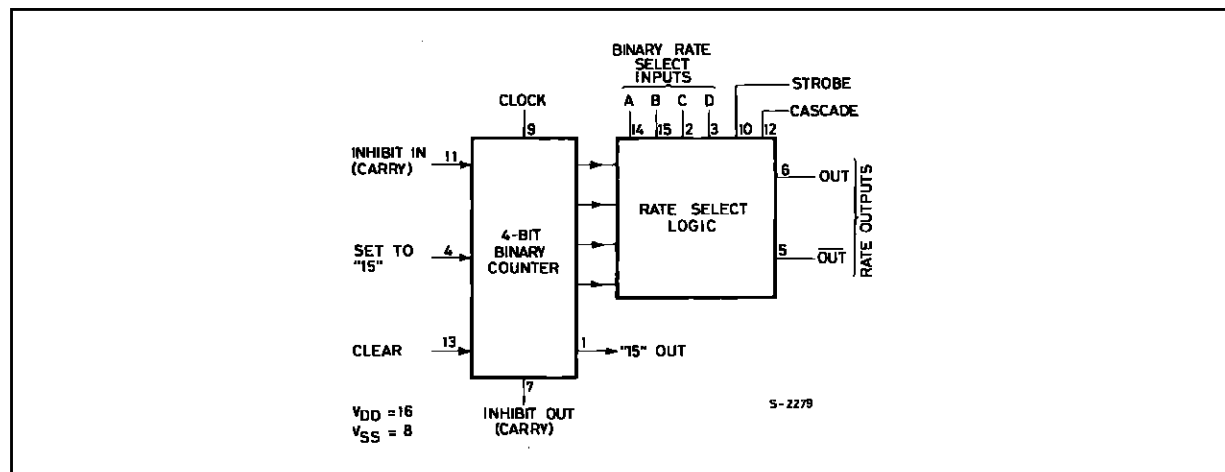 BINARY RATE
SELECT
INPUTS
A B C D
STROBE
CASCADE
CLOCK
9
14 15 2 3 10 12
INHIBIT IN
(CARRY)
11
6
OUT
RATE SELECT
LOGIC
RATE OUTPUTS
SET TO
"15"
4
4-BIT
BINARY
COUNTER
5
OUT
CLEAR
13
1
"15" OUT
7
INHIBIT OUT
(CARRY)
VDD = 16
VSS = 8
S-2279